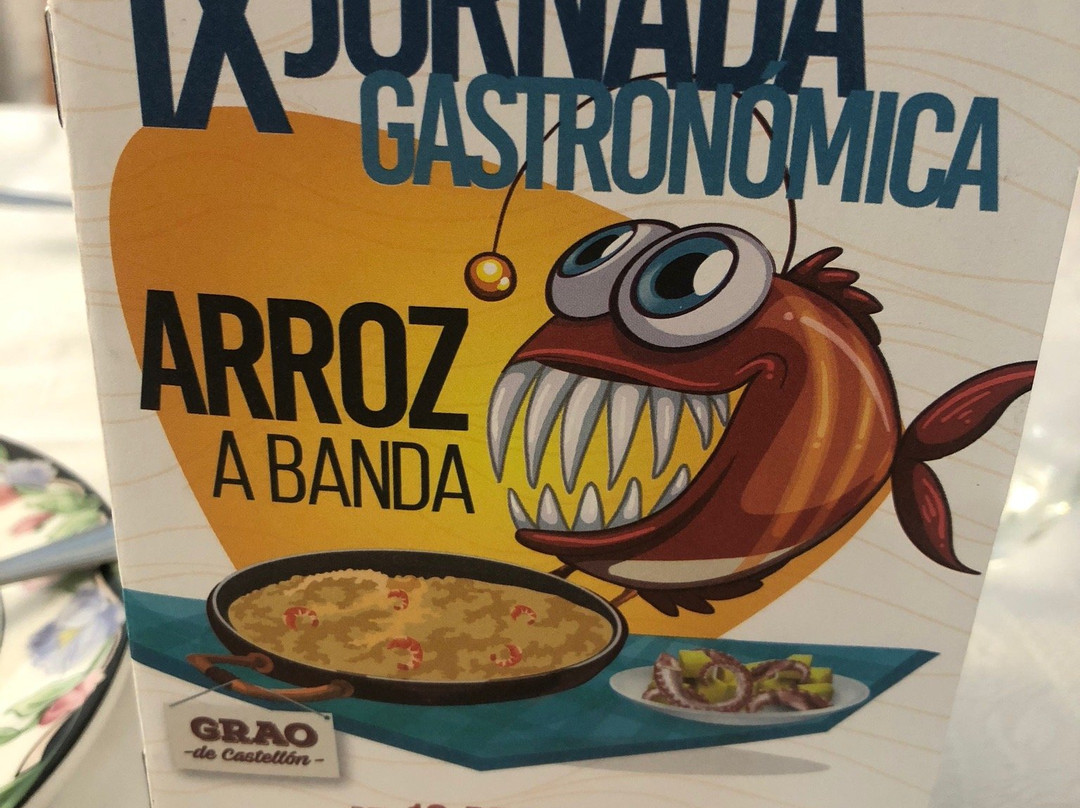 IX JORNADA
GASTRONÓMICA
ARROZ
A BANDA
GRAO
-de Castellón-